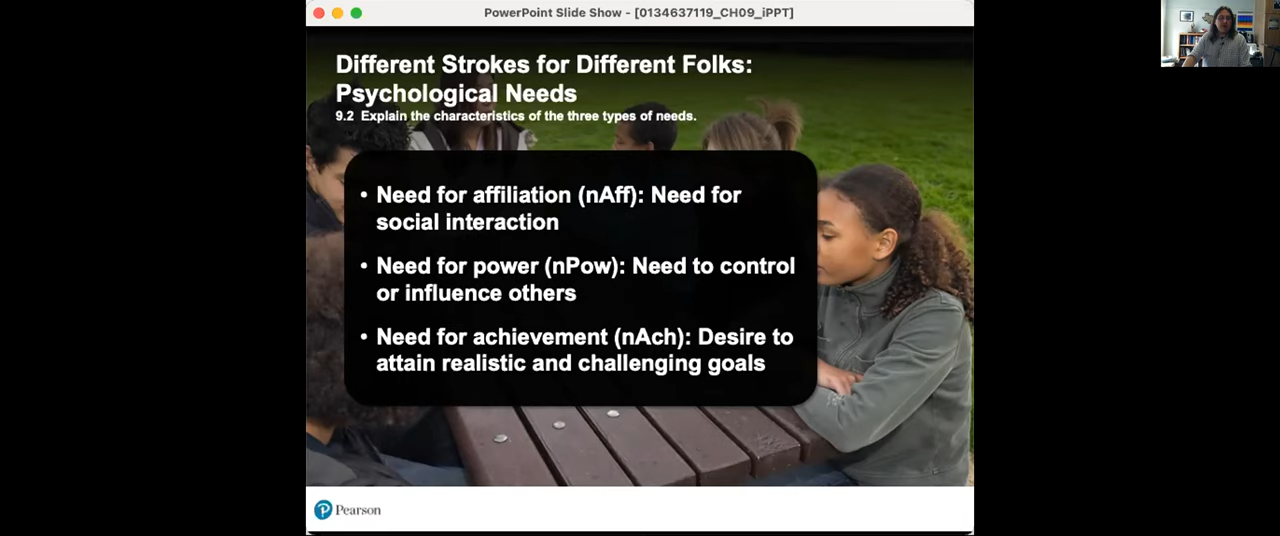 PowerPoint Slide Show - [0134637119_CH09_iPPT]
Different Strokes for Different Folks:
Psychological Needs
9.2 Explain the characteristics of the three types of needs.
• Need for affiliation (nAff): Need for
social interaction
• Need for power (nPow): Need to control
or influence others
• Need for achievement (nAch): Desire to
attain realistic and challenging goals
P Pearson